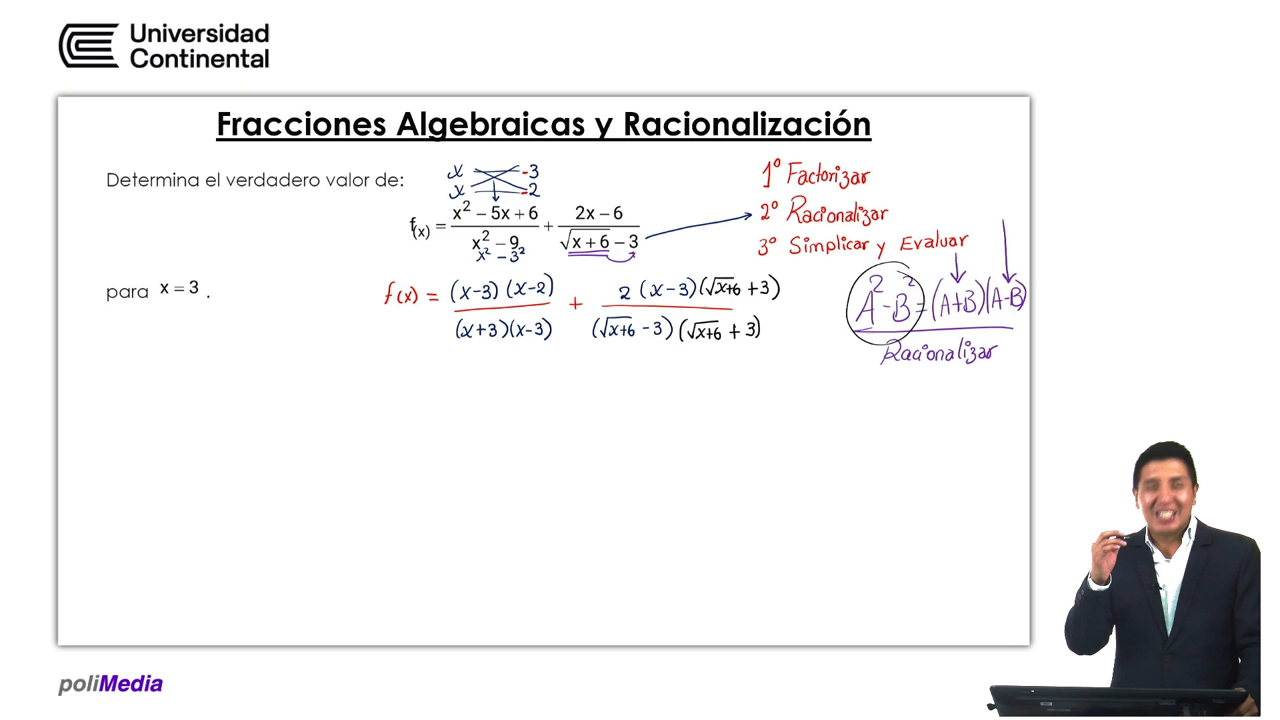 Universidad
Continental
Fracciones Algebraicas y Racionalización
Determina el verdadero valor de:
x -3
x -2
f(x) = (x² − 5x + 6)/(x² − 9) + (2x − 6)/(√(x + 6) − 3)
x² − 3²
para x = 3 .
f(x) = ((x-3)(x-2))/((x+3)(x-3)) + (2(x-3)(√(x+6) + 3))/((√(x+6) - 3)(√(x+6) + 3))
1° Factorizar
2° Racionalizar
3° Simplicar y Evaluar
A² - B² = (A+B)(A-B)
Racionalizar
poliMedia